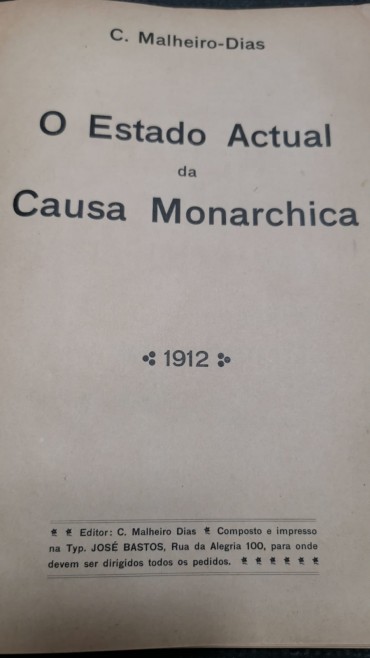 C. Malheiro-Dias
O Estado Actual
da
Causa Monarchica
1912
Editor: C. Malheiro Dias Composto e impresso
na Typ. JOSÉ BASTOS, Rua da Alegria 100, para onde
devem ser dirigidos todos os pedidos.